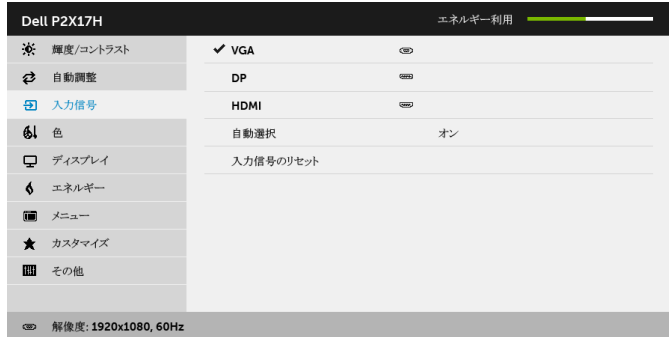 Dell P2X17H エネルギー利用
輝度/コントラスト ✔ VGA
自動調整 DP
入力信号 HDMI
色 自動選択 オン
ディスプレイ 入力信号のリセット
エネルギー
メニュー
カスタマイズ
その他
解像度: 1920x1080, 60Hz